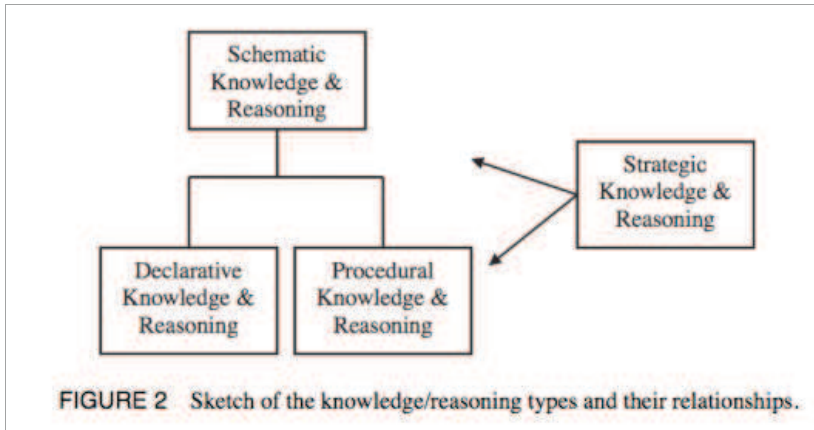 Schematic
Knowledge &
Reasoning
Strategic
Knowledge &
Reasoning
Declarative
Knowledge &
Reasoning
Procedural
Knowledge &
Reasoning
FIGURE 2 Sketch of the knowledge/reasoning types and their relationships.